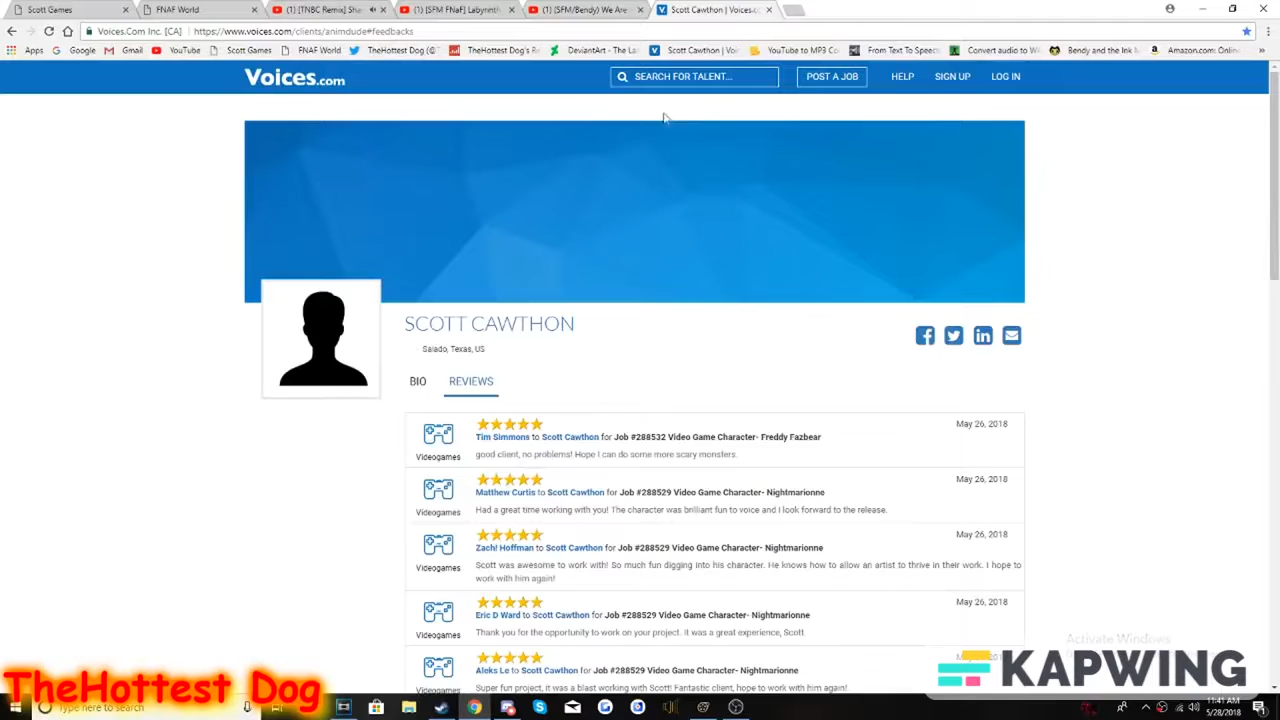 Scott Games
FNAF World
[TNBC Remix] Sha
[SFM FNaF] Labyrinth
(SFM/Bendy) We Are
Scott Cawthon | Voices.c
Voices.Com Inc. [CA] | https://www.voices.com/clients/animdude#feedbacks
Apps Google Gmail YouTube Scott Games FNAF World TheHottestDog (@T TheHottest Dog's Re DeviantArt - The La Scott Cawthon | Voi YouTube to MP3 Co From Text To Speech Convert audio to W Bendy and the Ink M Amazon.com: Onlin
Voices.com
SEARCH FOR TALENT...
POST A JOB
HELP
SIGN UP
LOG IN
SCOTT CAWTHON
Salado, Texas, US
BIO
REVIEWS
May 26, 2018
Tim Simmons to Scott Cawthon for Job #288532 Video Game Character- Freddy Fazbear
Videogames
good client, no problems! Hope I can do some more scary monsters.
May 26, 2018
Matthew Curtis to Scott Cawthon for Job #288529 Video Game Character- Nightmarionne
Videogames
Had a great time working with you! The character was brilliant fun to voice and I look forward to the release.
May 26, 2018
Zach! Hoffman to Scott Cawthon for Job #288529 Video Game Character- Nightmarionne
Videogames
Scott was awesome to work with! So much fun digging into his character. He knows how to allow an artist to thrive in their work. I hope to
work with him again!
May 26, 2018
Eric D Ward to Scott Cawthon for Job #288529 Video Game Character- Nightmarionne
Videogames
Thank you for the opportunity to work on your project. It was a great experience, Scott.
Activate Windows
Aleks Le to Scott Cawthon for Job #288529 Video Game Character- Nightmarionne
Videogames
Super fun project, it was a blast working with Scott! Fantastic client, hope to work with him again!
KAPWING
TheHottest Dog
Type here to search
11:41 AM
5/28/2018